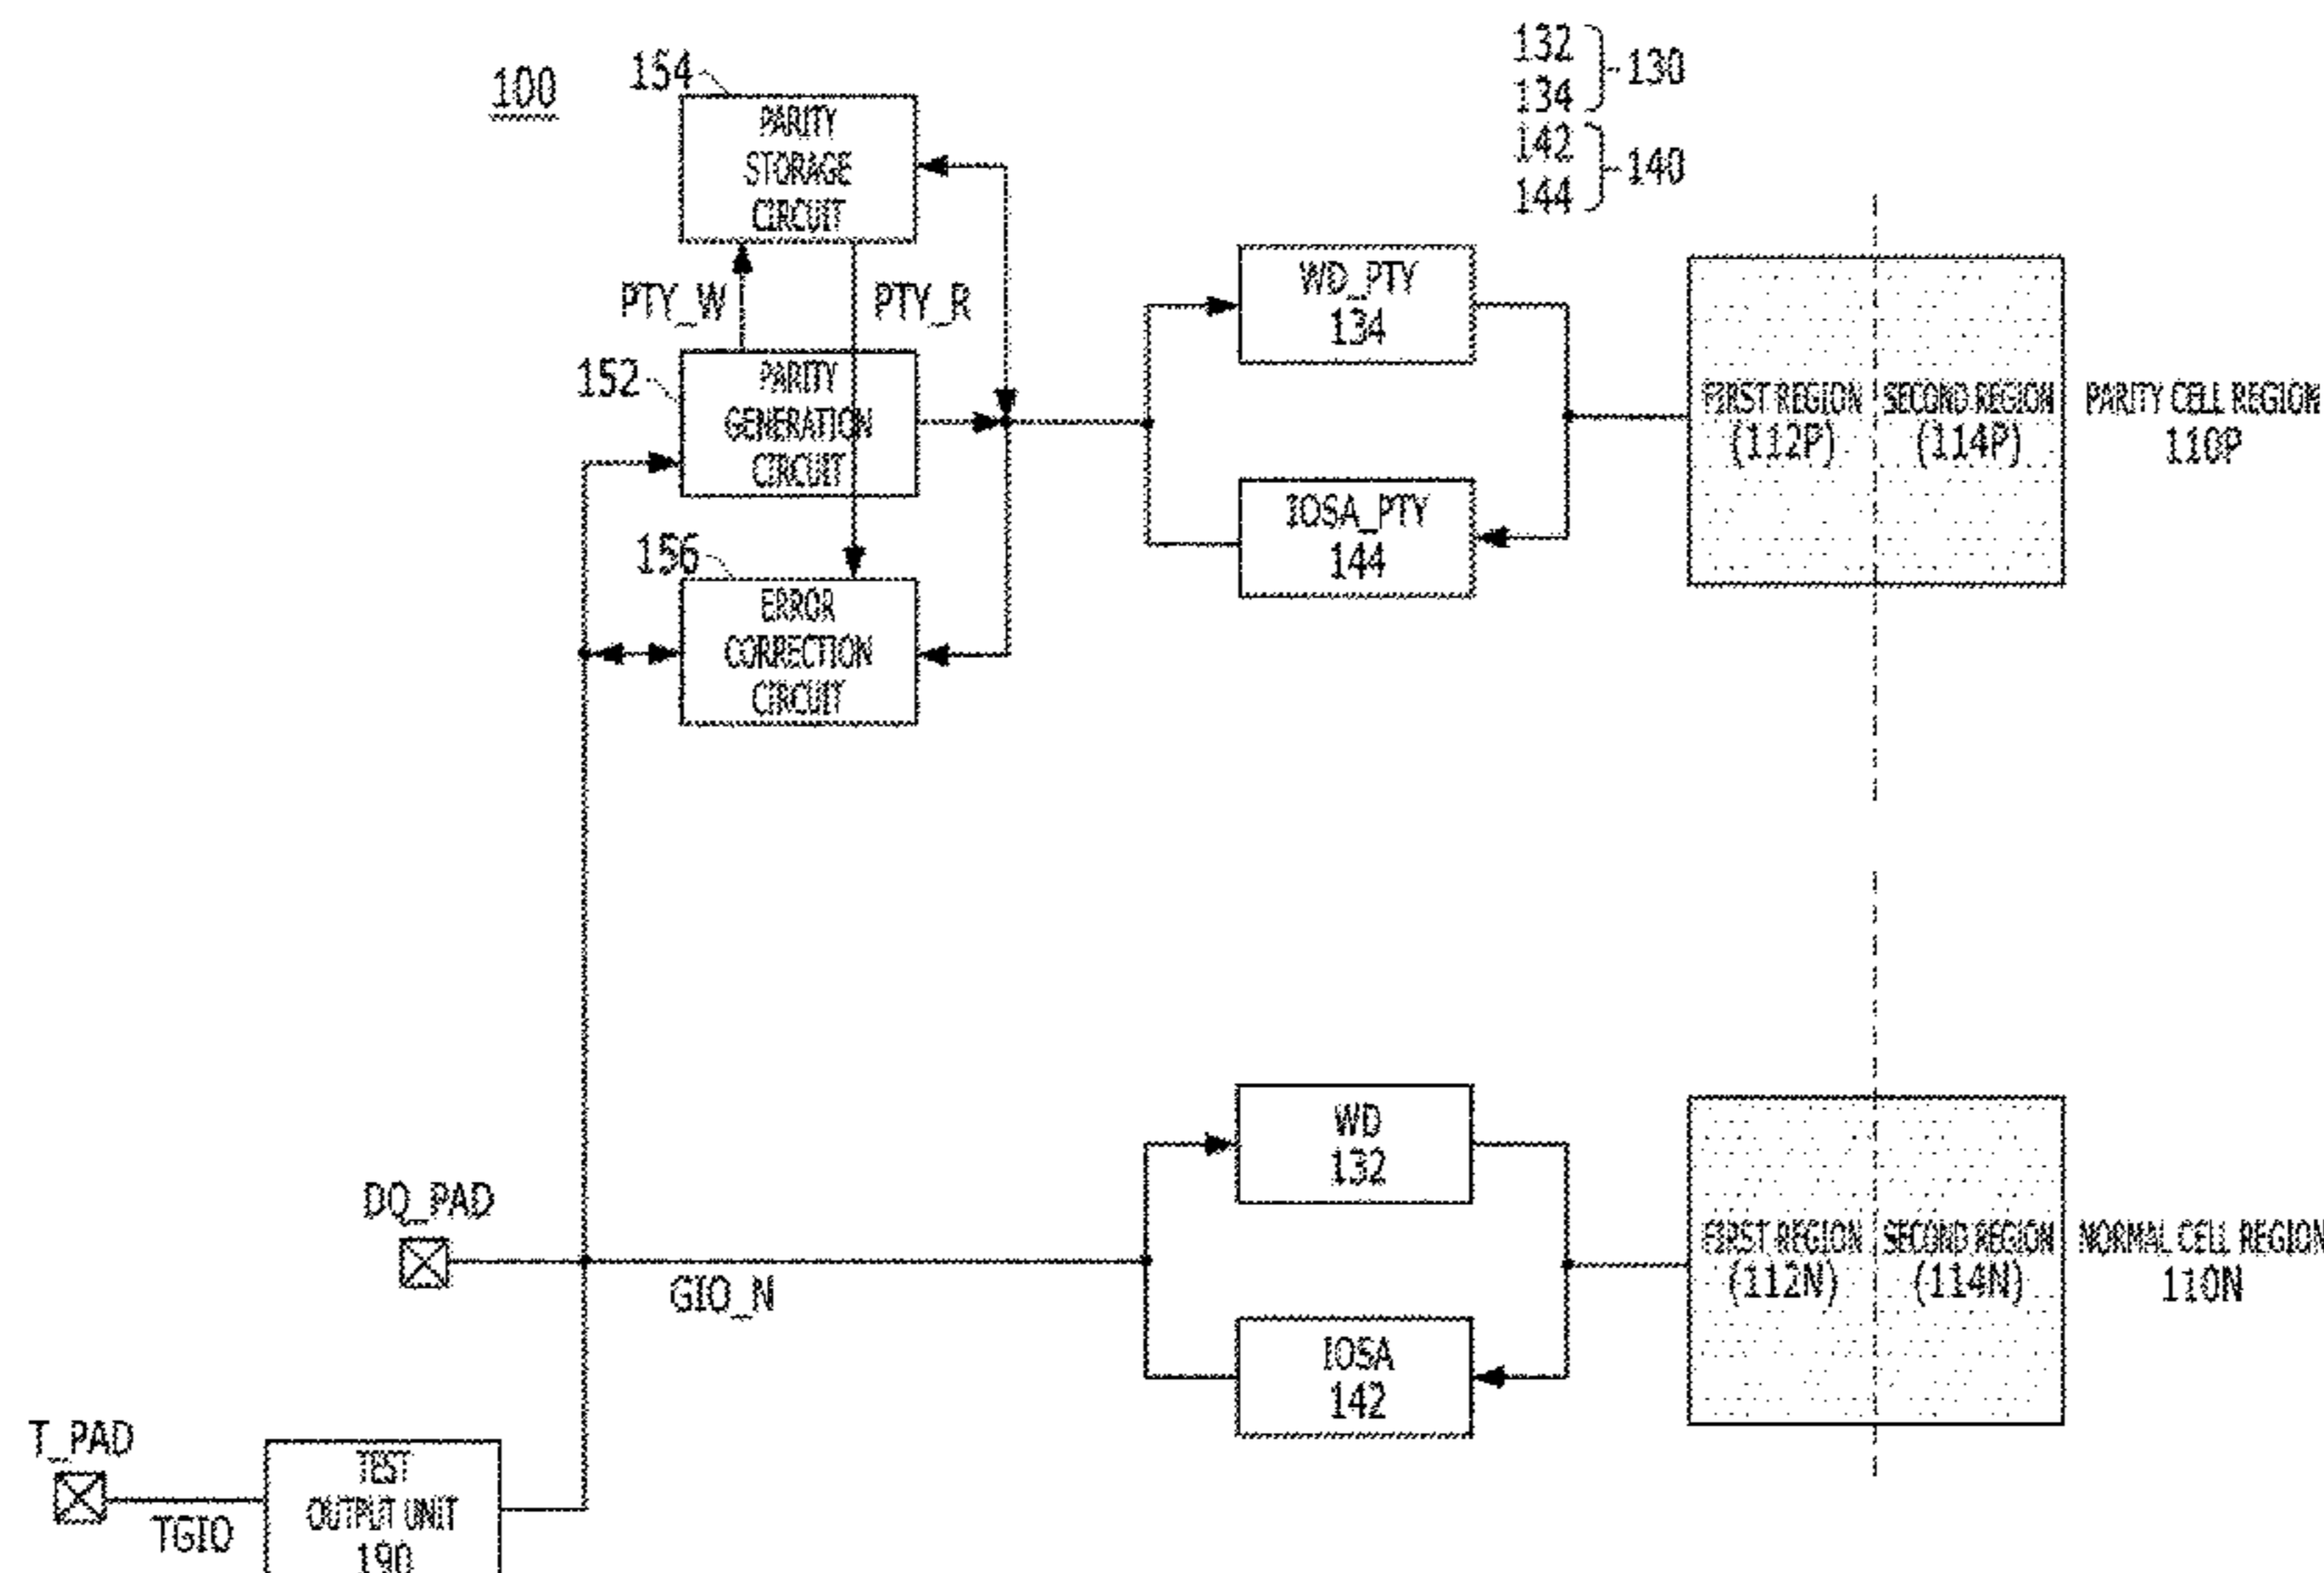 100
154
132
134
130
142
144
140
PARITY
STORAGE
CIRCUIT
PTY_W
PTY_R
152
PARITY
GENERATION
CIRCUIT
156
ERROR
CORRECTION
CIRCUIT
WD_PTY
134
IOSA_PTY
144
FIRST REGION
(112P)
SECOND REGION
(114P)
PARITY CELL REGION
110P
DQ_PAD
GIO_N
WD
132
IOSA
142
FIRST REGION
(112N)
SECOND REGION
(114N)
NORMAL CELL REGION
110N
T_PAD
TGIO
TEST
OUTPUT UNIT
190